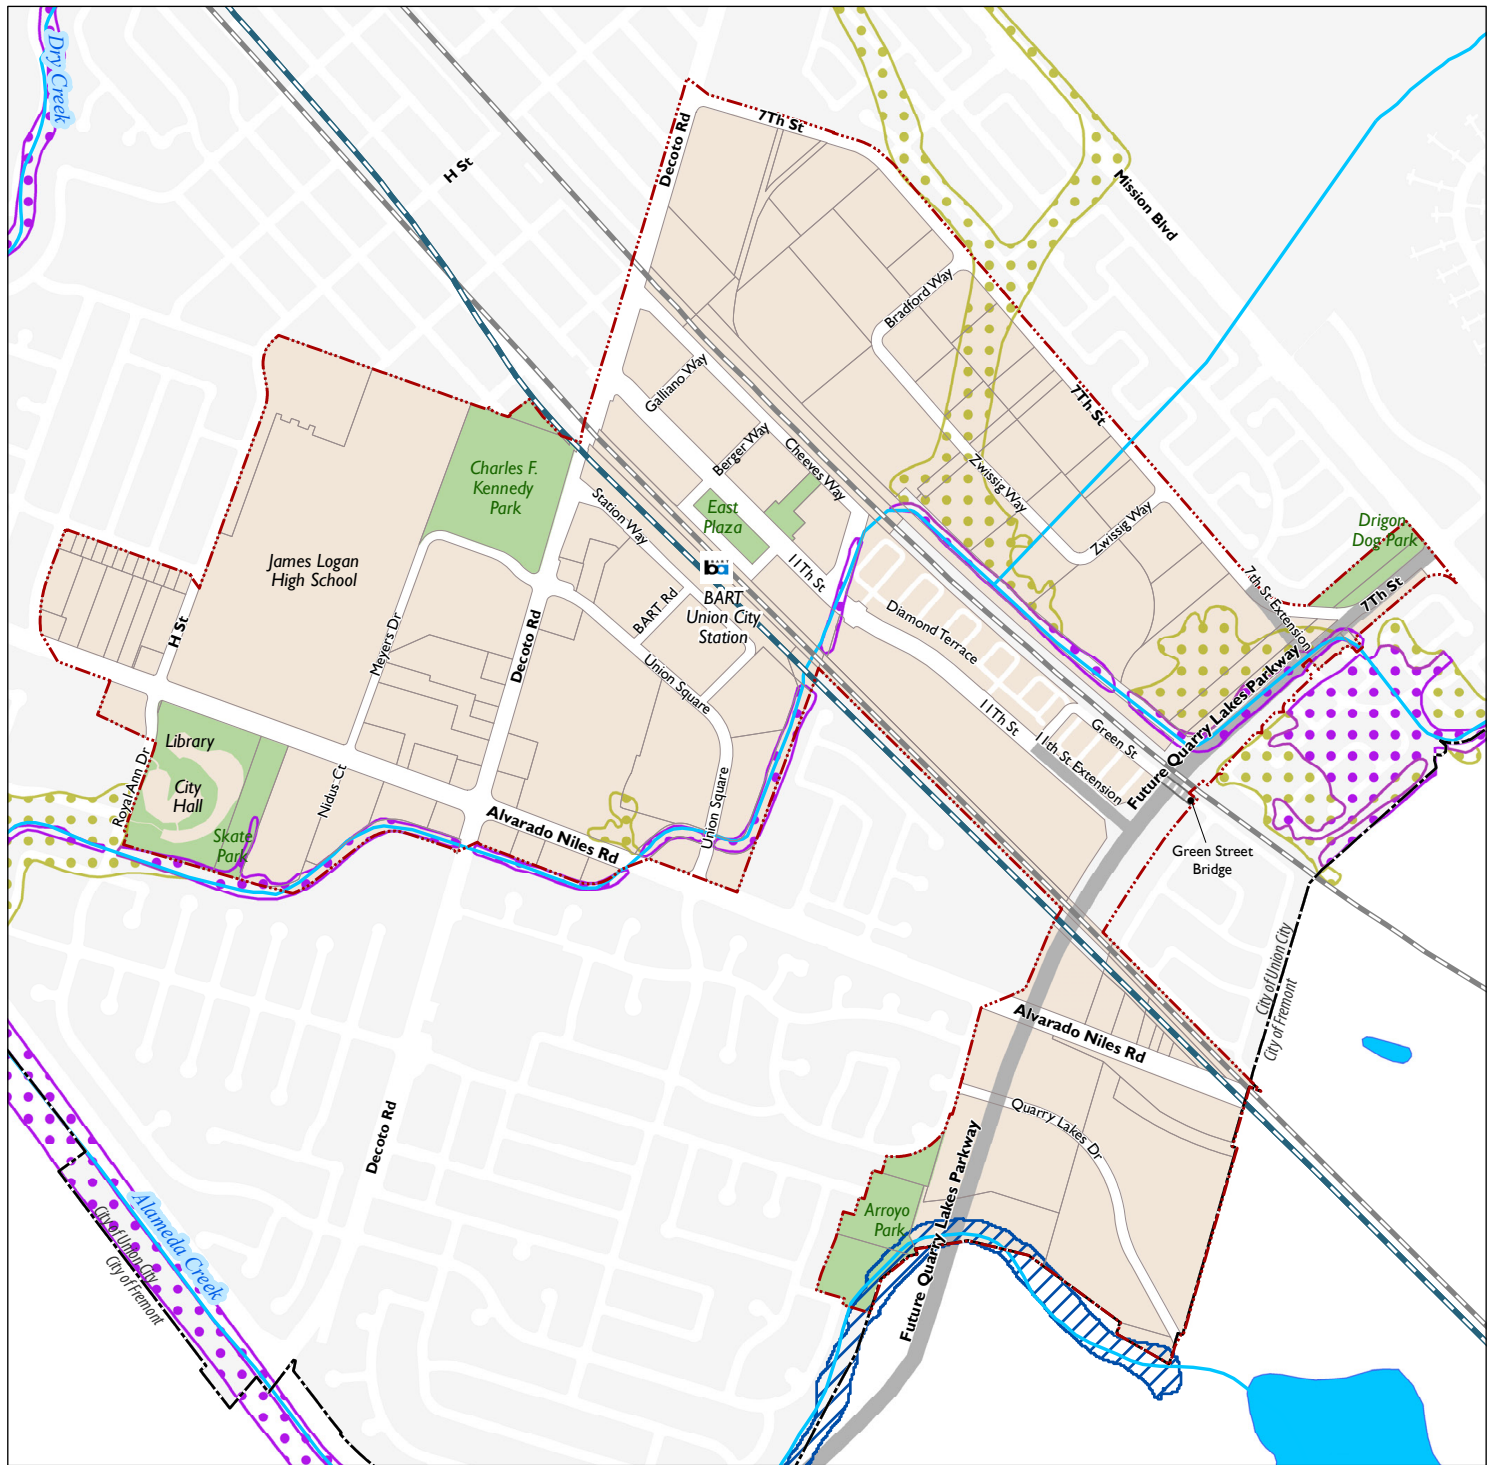 Dry Creek
H St
Decoto Rd
7Th St
Mission Blvd
Bradford Way
Galliano Way
7Th St
Berger Way
Cheeves Way
Charles F.
Kennedy
Park
Station Way
East
Plaza
Zwissig Way
Zwissig Way
Drigon
Dog Park
James Logan
High School
ba
BART
Union City
Station
11Th St
BART Rd
7th St Extension
7Th St
H St
Meyers Dr
Decoto Rd
Diamond Terrace
Union Square
11Th St
Green St
Future Quarry Lakes Parkway
11th St Extension
Library
City
Hall
Royal Ann Dr
Nidus Ct
Skate
Park
Alvarado Niles Rd
Union Square
Green Street
Bridge
City of Union City
City of Fremont
Alvarado Niles Rd
Quarry Lakes Dr
Decoto Rd
Arroyo
Park
Future Quarry Lakes Parkway
Alameda Creek
City of Union City
City of Fremont